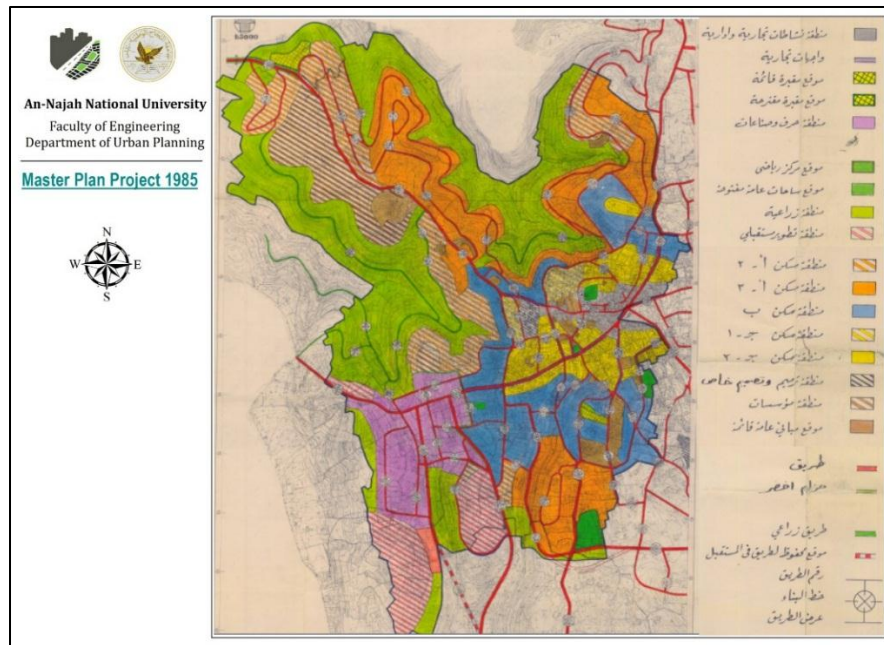 An-Najah National University
Faculty of Engineering
Department of Urban Planning
Master Plan Project 1985
N
W
E
S
منطقة نشاطات تجارية وادارية
واجهات تجارية
موقع مقبرة قائمة
موقع مقبرة مقترحة
منطقة حرف وصناعات
موقع مركز رياضي
موقع ساحات عامة مفتوحة
منطقة زراعية
منطقة تطوير مستقبلي
منطقة سكن أ - ٢
منطقة سكن أ - ٣
منطقة سكن ب
منطقة سكن ج - ١
منطقة سكن ج - ٢
منطقة ترميم وتصميم خاص
منطقة مؤسسات
موقع مباني عامة قائمة
طريق
حزام اخضر
طريق زراعي
موقع محفوظ لطريق في المستقبل
رقم الطريق
خط البناء
عرض الطريق